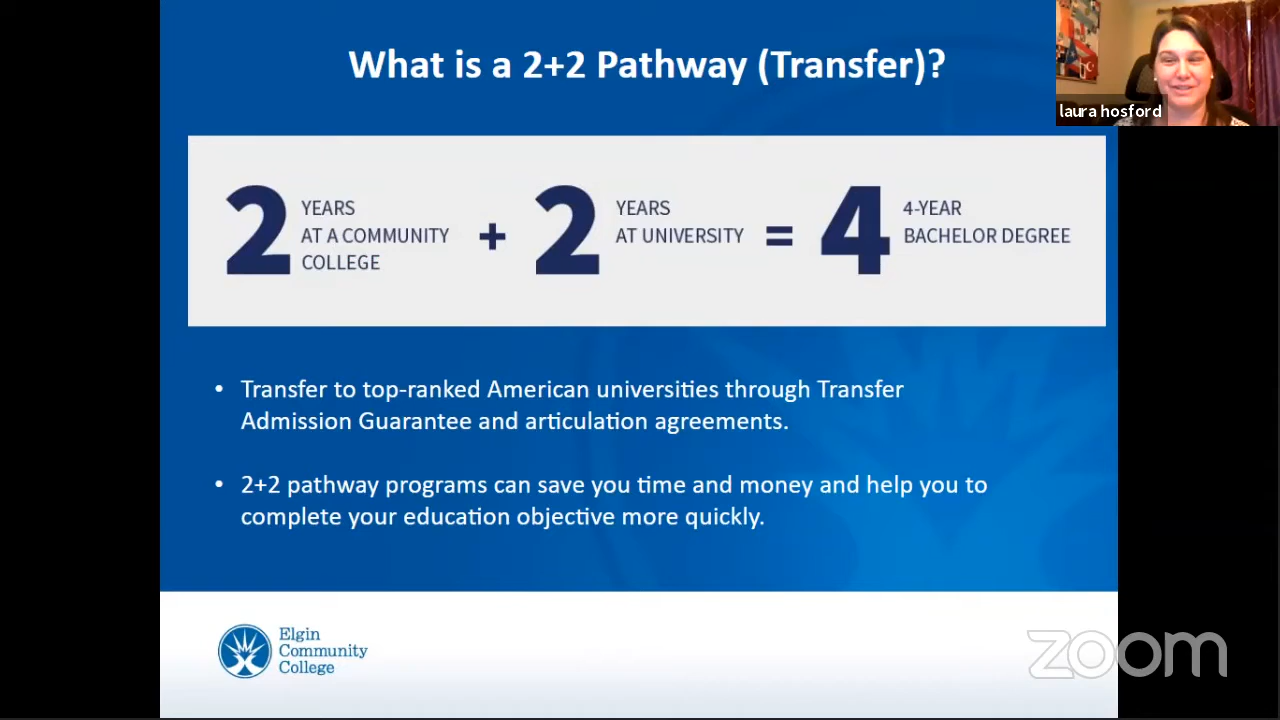 What is a 2+2 Pathway (Transfer)?
laura hosford
2 YEARS
AT A COMMUNITY
COLLEGE
+
2 YEARS
AT UNIVERSITY
=
4 4-YEAR
BACHELOR DEGREE
• Transfer to top-ranked American universities through Transfer
Admission Guarantee and articulation agreements.
• 2+2 pathway programs can save you time and money and help you to
complete your education objective more quickly.
Elgin
Community
College
zoom